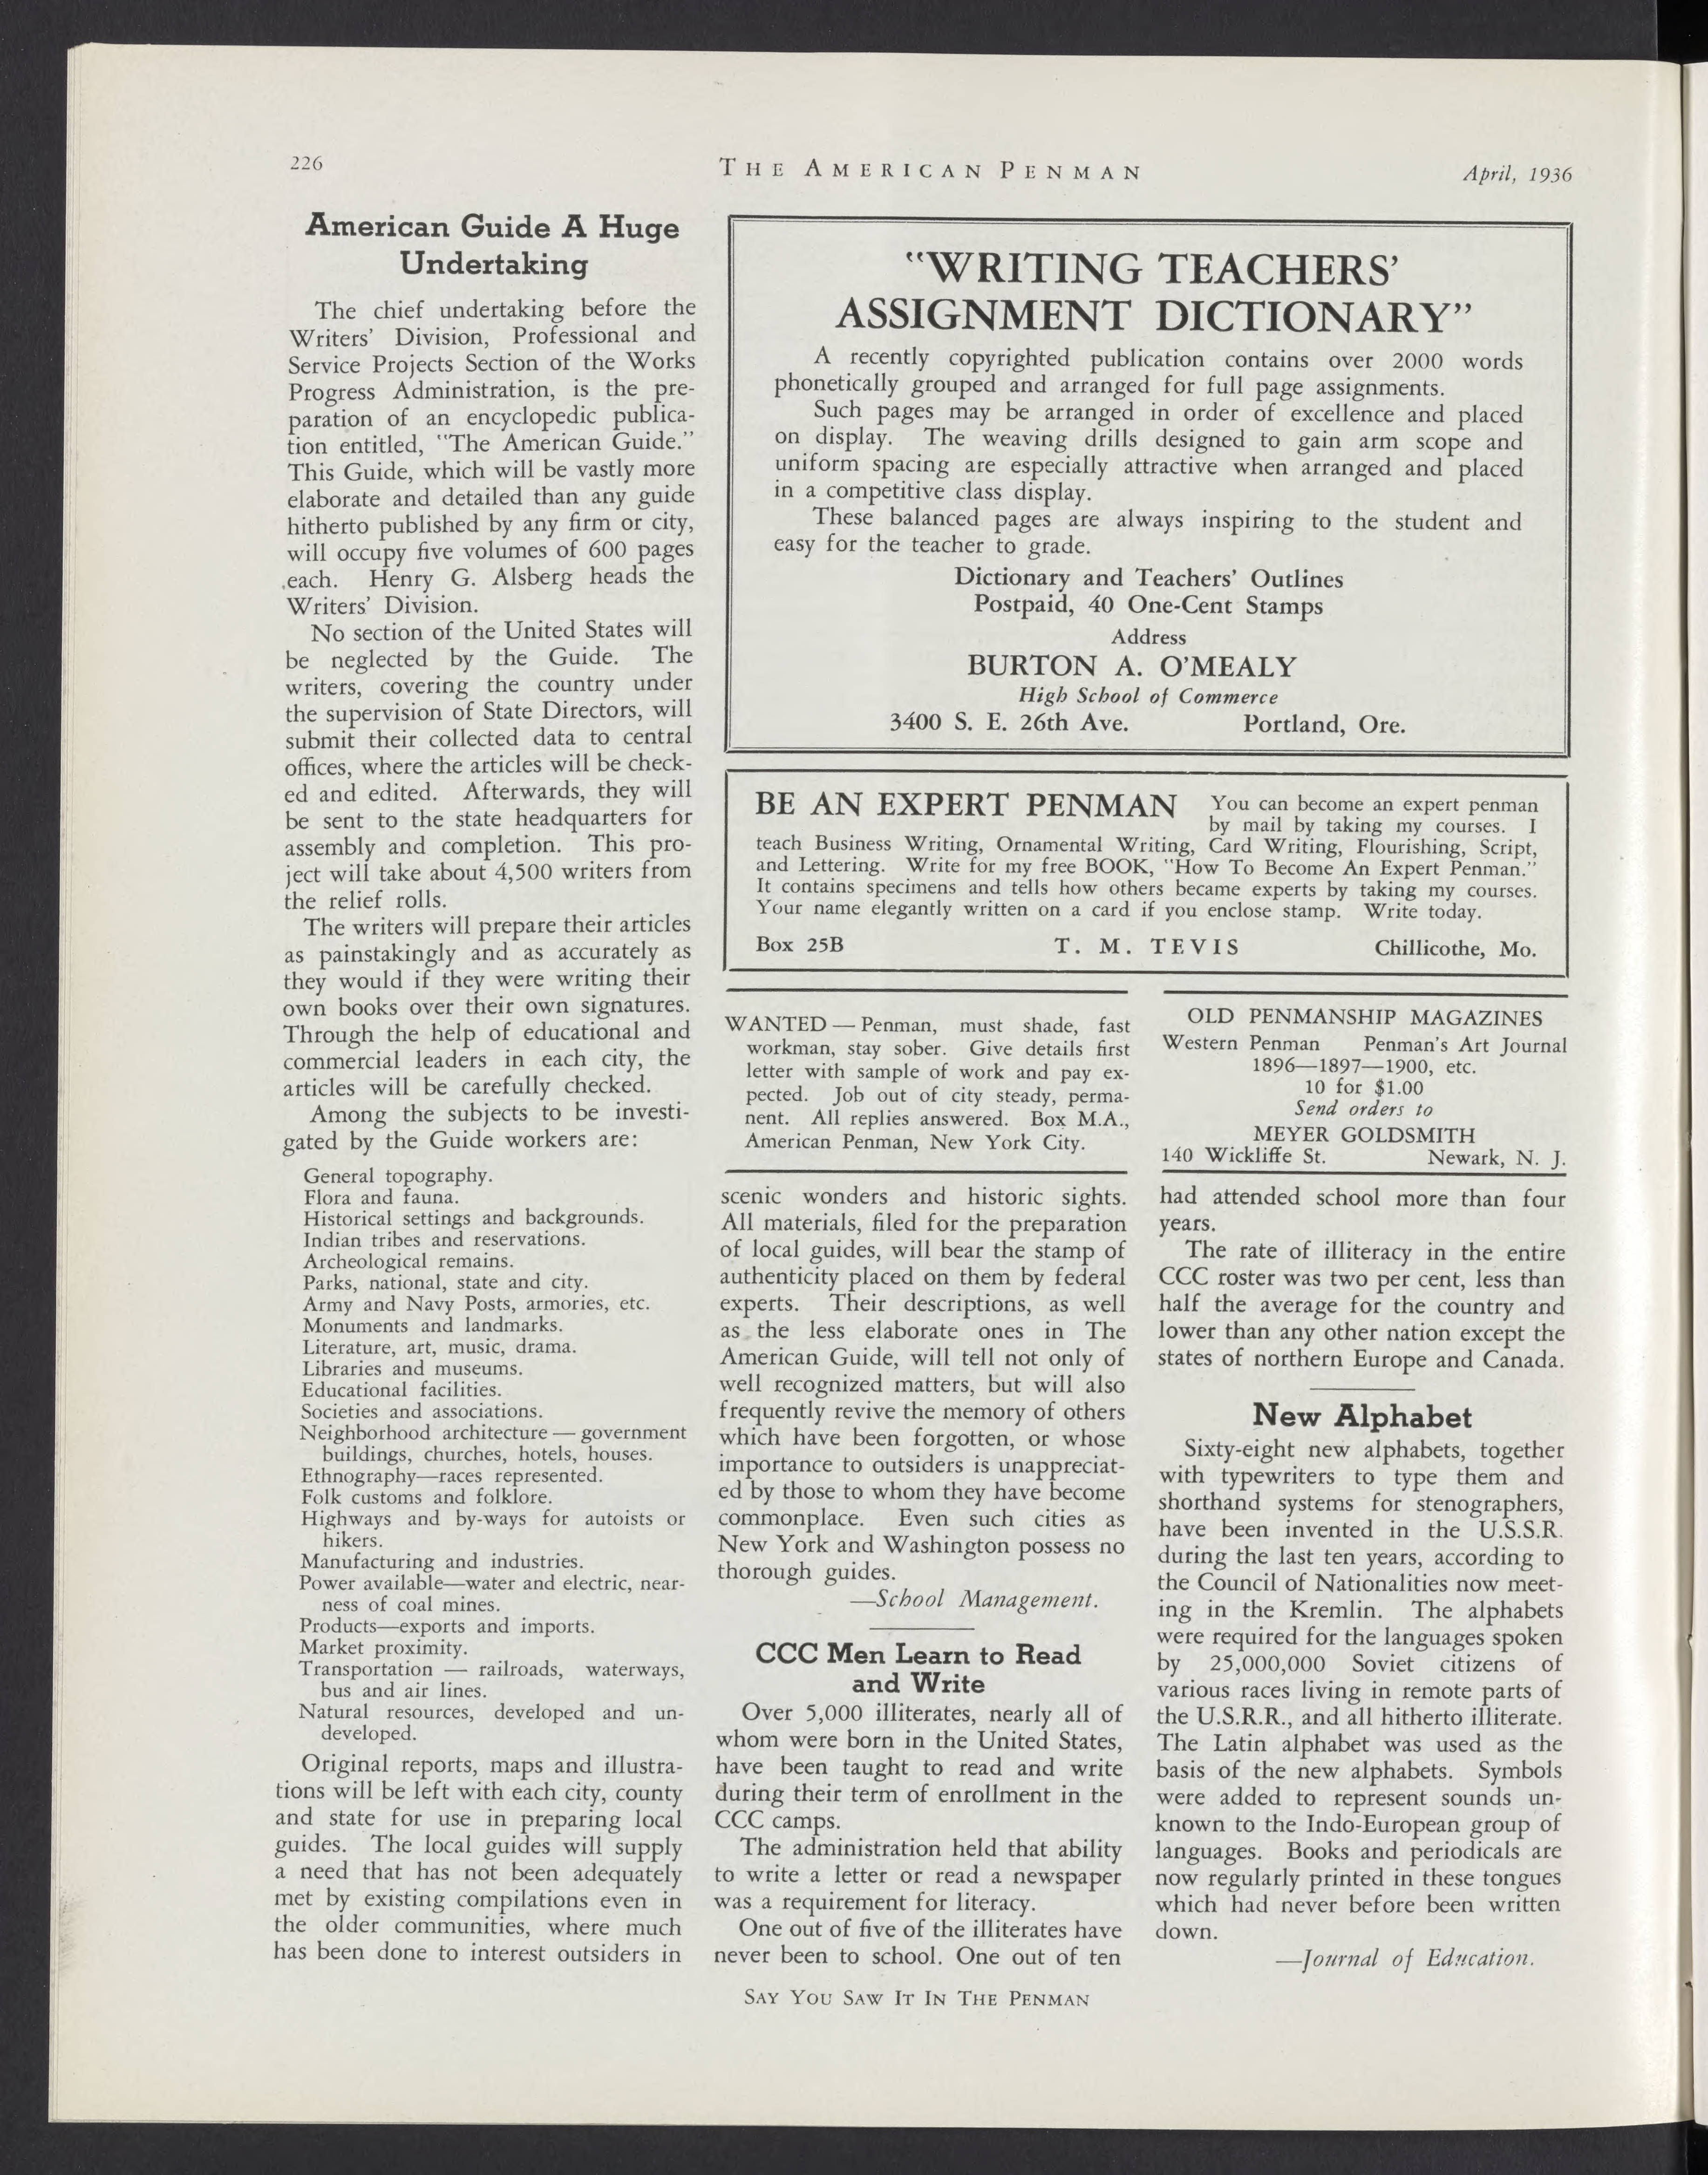 226
THE AMERICAN PENMAN
April, 1936
American Guide A Huge
Undertaking
The chief undertaking before the
Writers' Division, Professional and
Service Projects Section of the Works
Progress Administration, is the pre-
paration of an encyclopedic publica-
tion entitled, "The American Guide."
This Guide, which will be vastly more
elaborate and detailed than any guide
hitherto published by any firm or city,
will occupy five volumes of 600 pages
each. Henry G. Alsberg heads the
Writers' Division.
No section of the United States will
be neglected by the Guide. The
writers, covering the country under
the supervision of State Directors, will
submit their collected data to central
offices, where the articles will be check-
ed and edited. Afterwards, they will
be sent to the state headquarters for
assembly and completion. This pro-
ject will take about 4,500 writers from
the relief rolls.
The writers will prepare their articles
as painstakingly and as accurately as
they would if they were writing their
own books over their own signatures.
Through the help of educational and
commercial leaders in each city, the
articles will be carefully checked.
Among the subjects to be investi-
gated by the Guide workers are:
General topography.
Flora and fauna.
Historical settings and backgrounds.
Indian tribes and reservations.
Archeological remains.
Parks, national, state and city.
Army and Navy Posts, armories, etc.
Monuments and landmarks.
Literature, art, music, drama.
Libraries and museums.
Educational facilities.
Societies and associations.
Neighborhood architecture — government
buildings, churches, hotels, houses.
Ethnography—races represented.
Folk customs and folklore.
Highways and by-ways for autoists or
hikers.
Manufacturing and industries.
Power available—water and electric, near-
ness of coal mines.
Products—exports and imports.
Market proximity.
Transportation — railroads, waterways,
bus and air lines.
Natural resources, developed and un-
developed.
Original reports, maps and illustra-
tions will be left with each city, county
and state for use in preparing local
guides. The local guides will supply
a need that has not been adequately
met by existing compilations even in
the older communities, where much
has been done to interest outsiders in
"WRITING TEACHERS'
ASSIGNMENT DICTIONARY"
A recently copyrighted publication contains over 2000 words
phonetically grouped and arranged for full page assignments.
Such pages may be arranged in order of excellence and placed
on display. The weaving drills designed to gain arm scope and
uniform spacing are especially attractive when arranged and placed
in a competitive class display.
These balanced pages are always inspiring to the student and
easy for the teacher to grade.
Dictionary and Teachers' Outlines
Postpaid, 40 One-Cent Stamps
Address
BURTON A. O'MEALY
High School of Commerce
3400 S. E. 26th Ave. Portland, Ore.
BE AN EXPERT PENMAN You can become an expert penman
by mail by taking my courses. I
teach Business Writing, Ornamental Writing, Card Writing, Flourishing, Script,
and Lettering. Write for my free BOOK, "How To Become An Expert Penman."
It contains specimens and tells how others became experts by taking my courses.
Your name elegantly written on a card if you enclose stamp. Write today.
Box 25B T. M. TEVIS Chillicothe, Mo.
WANTED — Penman, must shade, fast
workman, stay sober. Give details first
letter with sample of work and pay ex-
pected. Job out of city steady, perma-
nent. All replies answered. Box M.A.,
American Penman, New York City.
OLD PENMANSHIP MAGAZINES
Western Penman Penman's Art Journal
1896—1897—1900, etc.
10 for $1.00
Send orders to
MEYER GOLDSMITH
140 Wickliffe St. Newark, N. J.
scenic wonders and historic sights.
All materials, filed for the preparation
of local guides, will bear the stamp of
authenticity placed on them by federal
experts. Their descriptions, as well
as the less elaborate ones in The
American Guide, will tell not only of
well recognized matters, but will also
frequently revive the memory of others
which have been forgotten, or whose
importance to outsiders is unappreciat-
ed by those to whom they have become
commonplace. Even such cities as
New York and Washington possess no
thorough guides.
—School Management.
CCC Men Learn to Read
and Write
Over 5,000 illiterates, nearly all of
whom were born in the United States,
have been taught to read and write
during their term of enrollment in the
CCC camps.
The administration held that ability
to write a letter or read a newspaper
was a requirement for literacy.
One out of five of the illiterates have
never been to school. One out of ten
had attended school more than four
years.
The rate of illiteracy in the entire
CCC roster was two per cent, less than
half the average for the country and
lower than any other nation except the
states of northern Europe and Canada.
New Alphabet
Sixty-eight new alphabets, together
with typewriters to type them and
shorthand systems for stenographers,
have been invented in the U.S.S.R.
during the last ten years, according to
the Council of Nationalities now meet-
ing in the Kremlin. The alphabets
were required for the languages spoken
by 25,000,000 Soviet citizens of
various races living in remote parts of
the U.S.R.R., and all hitherto illiterate.
The Latin alphabet was used as the
basis of the new alphabets. Symbols
were added to represent sounds un-
known to the Indo-European group of
languages. Books and periodicals are
now regularly printed in these tongues
which had never before been written
down.
—Journal of Education.
SAY YOU SAW IT IN THE PENMAN